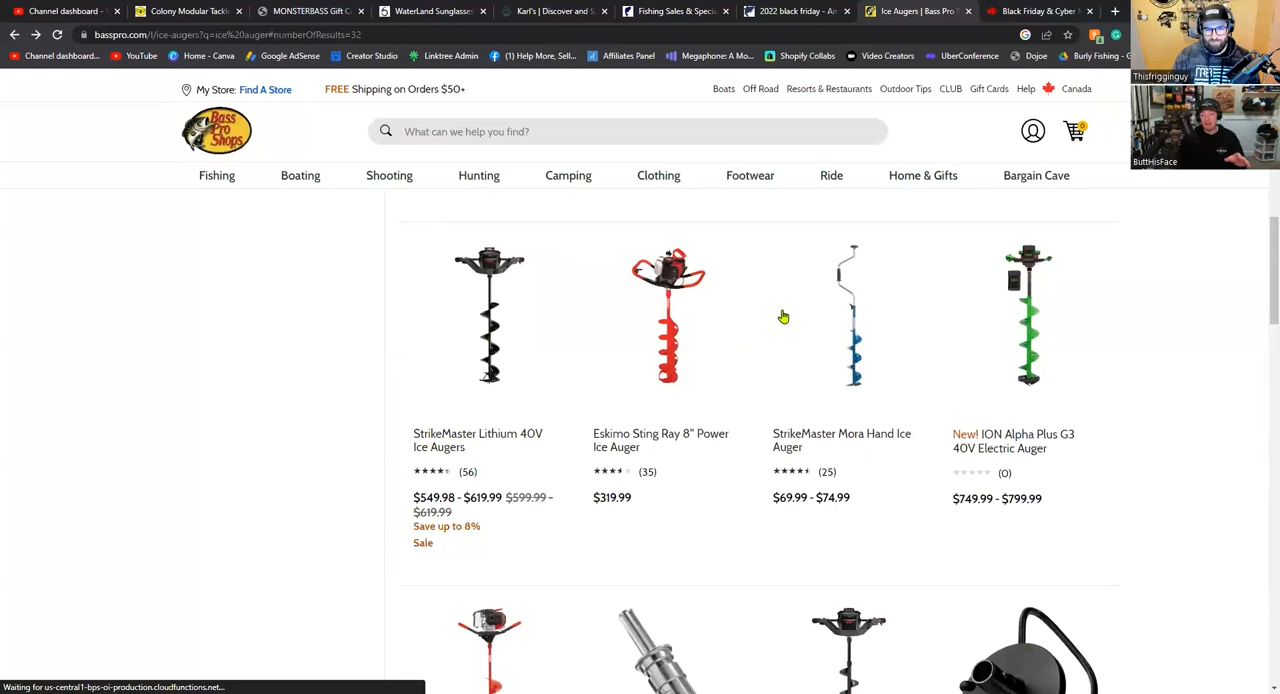 Channel dashboard - Y
Colony Modular Tackle
MONSTERBASS Gift Ca
WaterLand Sunglasses
Karl's | Discover and S
Fishing Sales & Specia
2022 black friday - Am
Ice Augers | Bass Pro S
Black Friday & Cyber M
basspro.com/l/ice-augers?q=ice%20auger#numberOfResults=32
Channel dashboard...
YouTube
Home - Canva
Google AdSense
Creator Studio
Linktree Admin
(1) Help More, Sell...
Affiliates Panel
Megaphone: A Mo...
Shopify Collabs
Video Creators
UberConference
Dojoe
Burly Fishing - G
Thisfrigginguy
ButtHisFace
My Store: Find A Store
FREE Shipping on Orders $50+
Boats Off Road Resorts & Restaurants Outdoor Tips CLUB Gift Cards Help Canada
Bass Pro Shops
What can we help you find?
0
Fishing Boating Shooting Hunting Camping Clothing Footwear Ride Home & Gifts Bargain Cave
StrikeMaster Lithium 40V
Ice Augers
(56)
$549.98 - $619.99 $599.99 -
$619.99
Save up to 8%
Sale
Eskimo Sting Ray 8" Power
Ice Auger
(35)
$319.99
StrikeMaster Mora Hand Ice
Auger
(25)
$69.99 - $74.99
New! ION Alpha Plus G3
40V Electric Auger
(0)
$749.99 - $799.99
Waiting for us-central1-bps-oi-production.cloudfunctions.net...